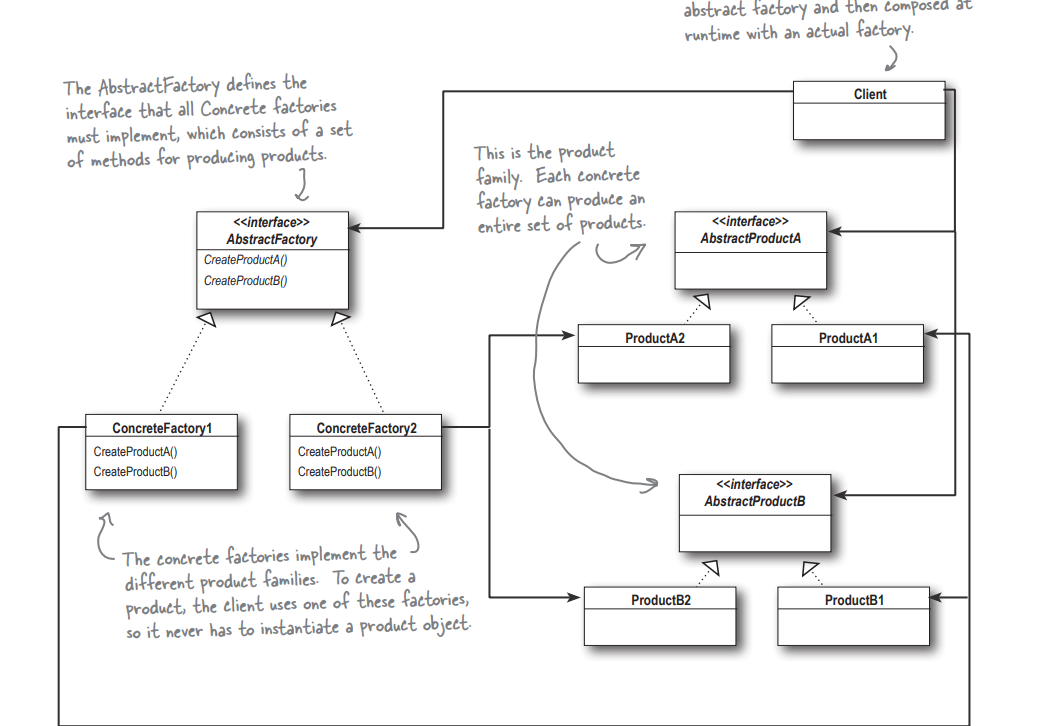 abstract factory and then composed at
runtime with an actual factory.
The AbstractFactory defines the
interface that all Concrete factories
must implement, which consists of a set
of methods for producing products.
Client
This is the product
family. Each concrete
factory can produce an
entire set of products.
<<interface>>
AbstractFactory
CreateProductA()
CreateProductB()
<<interface>>
AbstractProductA
ProductA2
ProductA1
ConcreteFactory1
CreateProductA()
CreateProductB()
ConcreteFactory2
CreateProductA()
CreateProductB()
<<interface>>
AbstractProductB
The concrete factories implement the
different product families. To create a
product, the client uses one of these factories,
so it never has to instantiate a product object.
ProductB2
ProductB1